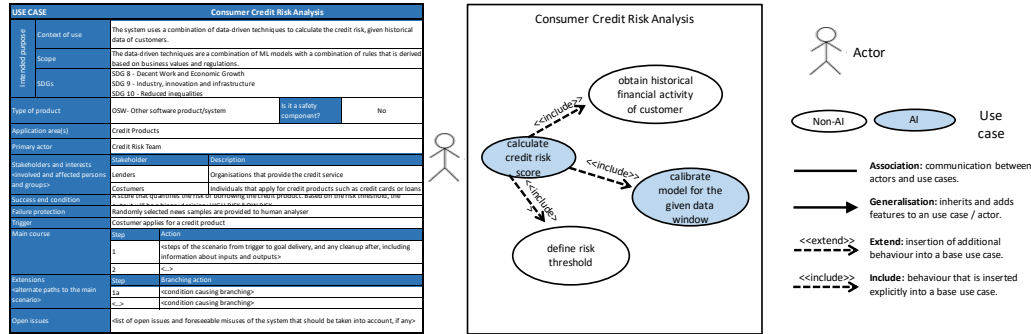 USE CASE Consumer Credit Risk Analysis
Intended purpose
Context of use
The system uses a combination of data-driven techniques to calculate the credit risk, given historical
data of customers.
Scope
The data-driven techniques are a combination of ML models with a combination of rules that is derived
based on business values and regulations.
SDGs
SDG 8 - Decent Work and Economic Growth
SDG 9 - Industry, innovation and infrastructure
SDG 10 - Reduced inequalities
Type of product
OSW- Other software product/system
Is it a safety
component?
No
Application area(s) Credit Products
Primary actor Credit Risk Team
Stakeholders and interests
<involved and affected persons
and groups>
Stakeholder Description
Lenders Organisations that provide the credit service
Costumers Individuals that apply for credit products such as credit cards or loans
Success end condition
A score that quantifies the risk of borrowing the credit product. Based on the risk threshold, the
Failure protection Randomly selected news samples are provided to human analyser
Trigger Costumer applies for a credit product
Main course
Step Action
1
<steps of the scenario from trigger to goal delivery, and any cleanup after, including
information about inputs and outputs>
2 <...>
Extensions
<alternate paths to the main
scenario>
Step Branching action
1a <condition causing branching>
<...> <condition causing branching>
Open issues <list of open issues and foreseeable misuses of the system that should be taken into account, if any>
Consumer Credit Risk Analysis
obtain historical
financial activity
of customer
<<include>>
calculate
credit risk
score
<<include>>
calibrate
model for the
given data
window
<<include>>
define risk
threshold
Actor
Non-AI
AI
Use
case
Association: communication between
actors and use cases.
Generalisation: inherits and adds
features to an use case / actor.
<<extend>>
Extend: insertion of additional
behaviour into a base use case.
<<include>>
Include: behaviour that is inserted
explicitly into a base use case.